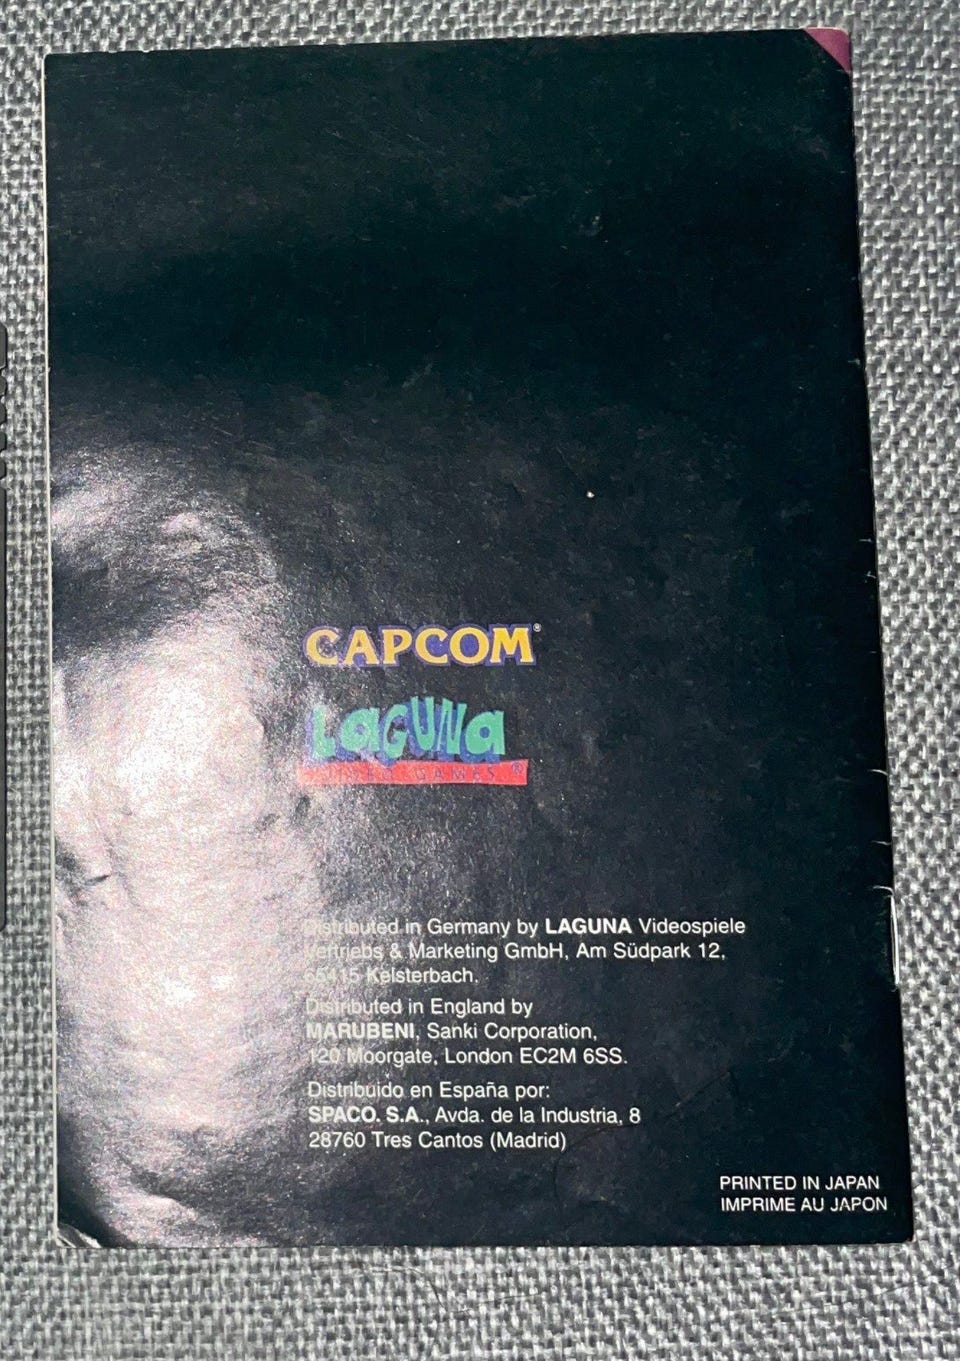 CAPCOM®
LAGUNA
VIDEO GAMES ®
Distributed in Germany by LAGUNA Videospiele
Vertriebs & Marketing GmbH, Am Südpark 12,
65415 Kelsterbach.
Distributed in England by
MARUBENI, Sanki Corporation,
120 Moorgate, London EC2M 6SS.
Distribuido en España por:
SPACO. S.A., Avda. de la Industria, 8
28760 Tres Cantos (Madrid)
PRINTED IN JAPAN
IMPRIME AU JAPON